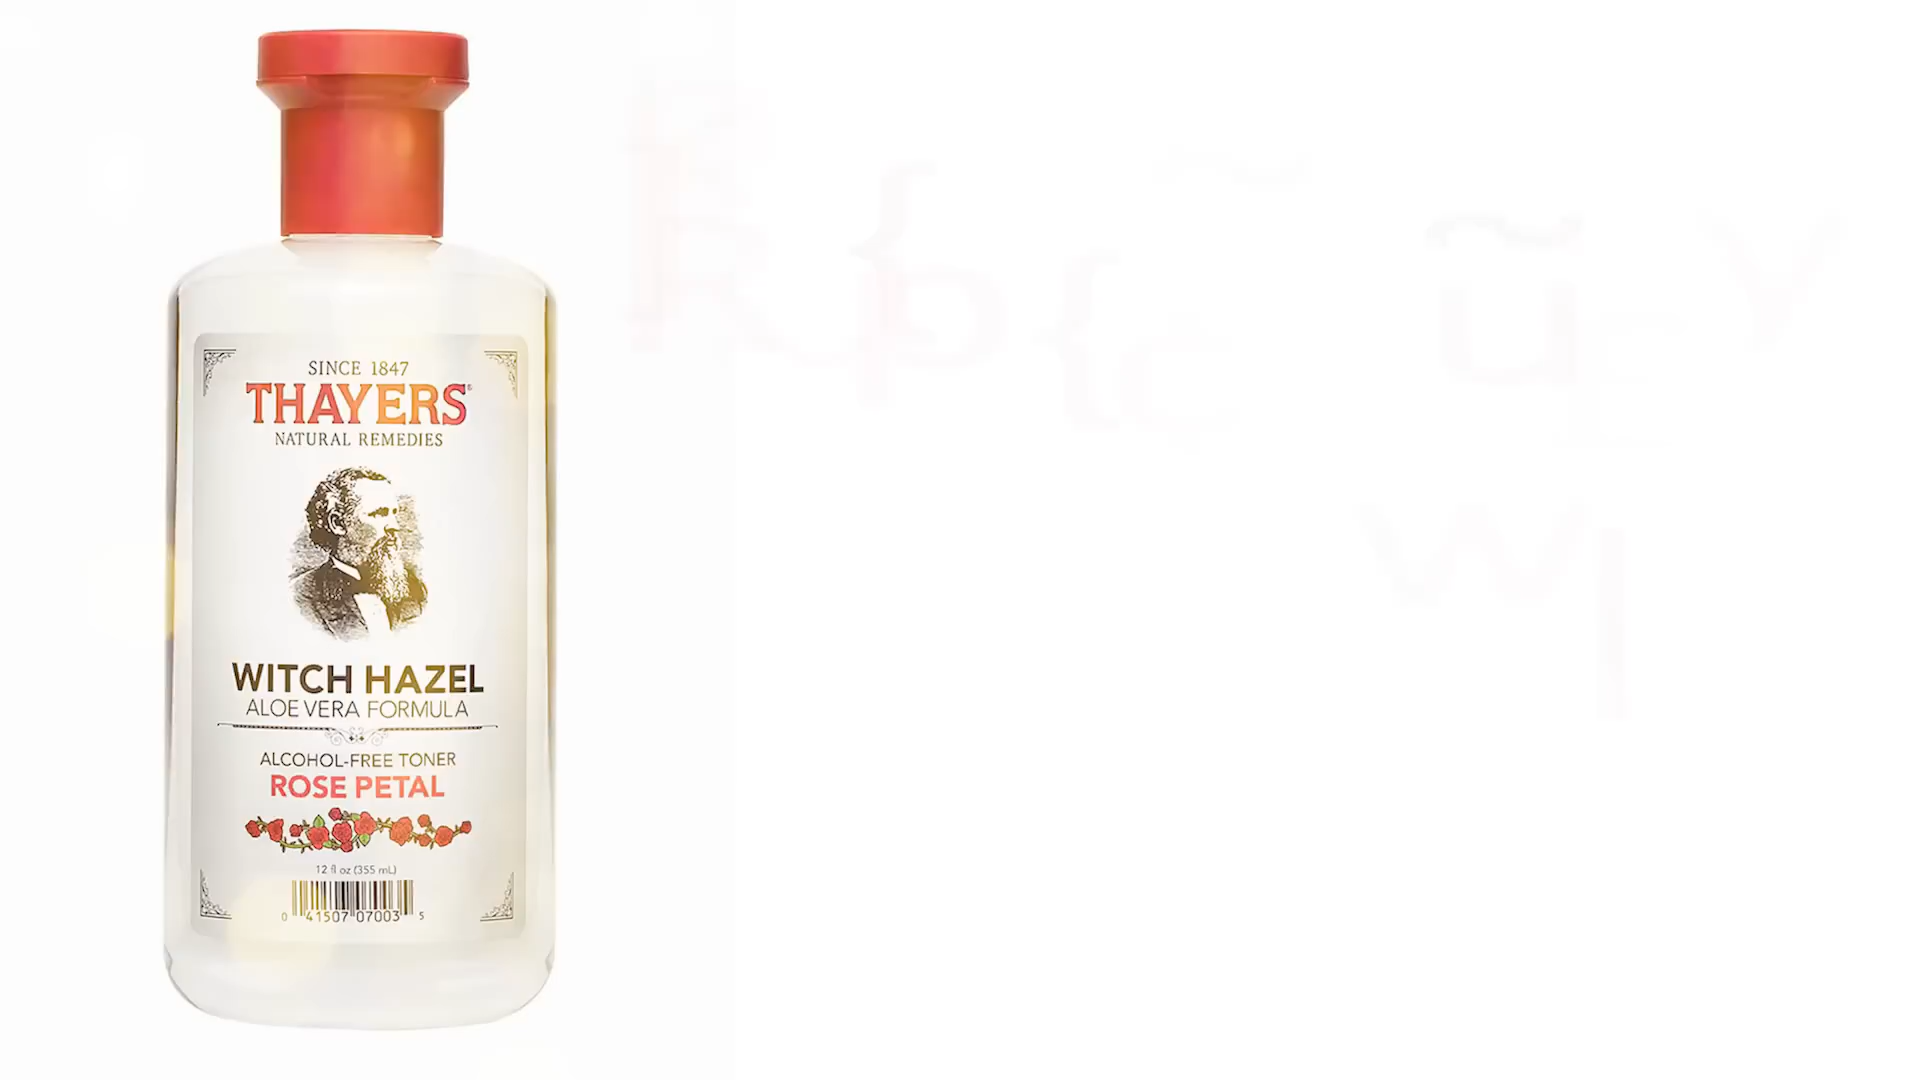 SINCE 1847
THAYERS®
NATURAL REMEDIES
WITCH HAZEL
ALOE VERA FORMULA
ALCOHOL-FREE TONER
ROSE PETAL
12 fl oz (355 mL)
0 41507 07003 5